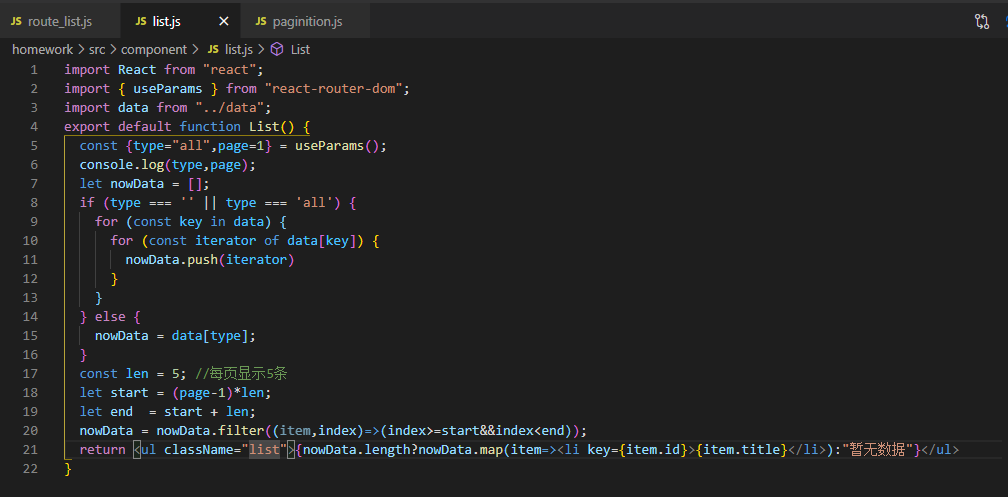 JS route_list.js JS list.js × JS paginition.js
homework > src > component > JS list.js > List
1 import React from "react";
2 import { useParams } from "react-router-dom";
3 import data from "../data";
4 export default function List() {
5 const {type="all",page=1} = useParams();
6 console.log(type,page);
7 let nowData = [];
8 if (type === '' || type === 'all') {
9 for (const key in data) {
10 for (const iterator of data[key]) {
11 nowData.push(iterator)
12 }
13 }
14 } else {
15 nowData = data[type];
16 }
17 const len = 5; //每页显示5条
18 let start = (page-1)*len;
19 let end  = start + len;
20 nowData = nowData.filter((item,index)=>(index>=start&&index<end));
21 return <ul className="list">{nowData.length?nowData.map(item=><li key={item.id}>{item.title}</li>):"暂无数据"}</ul>
22 }